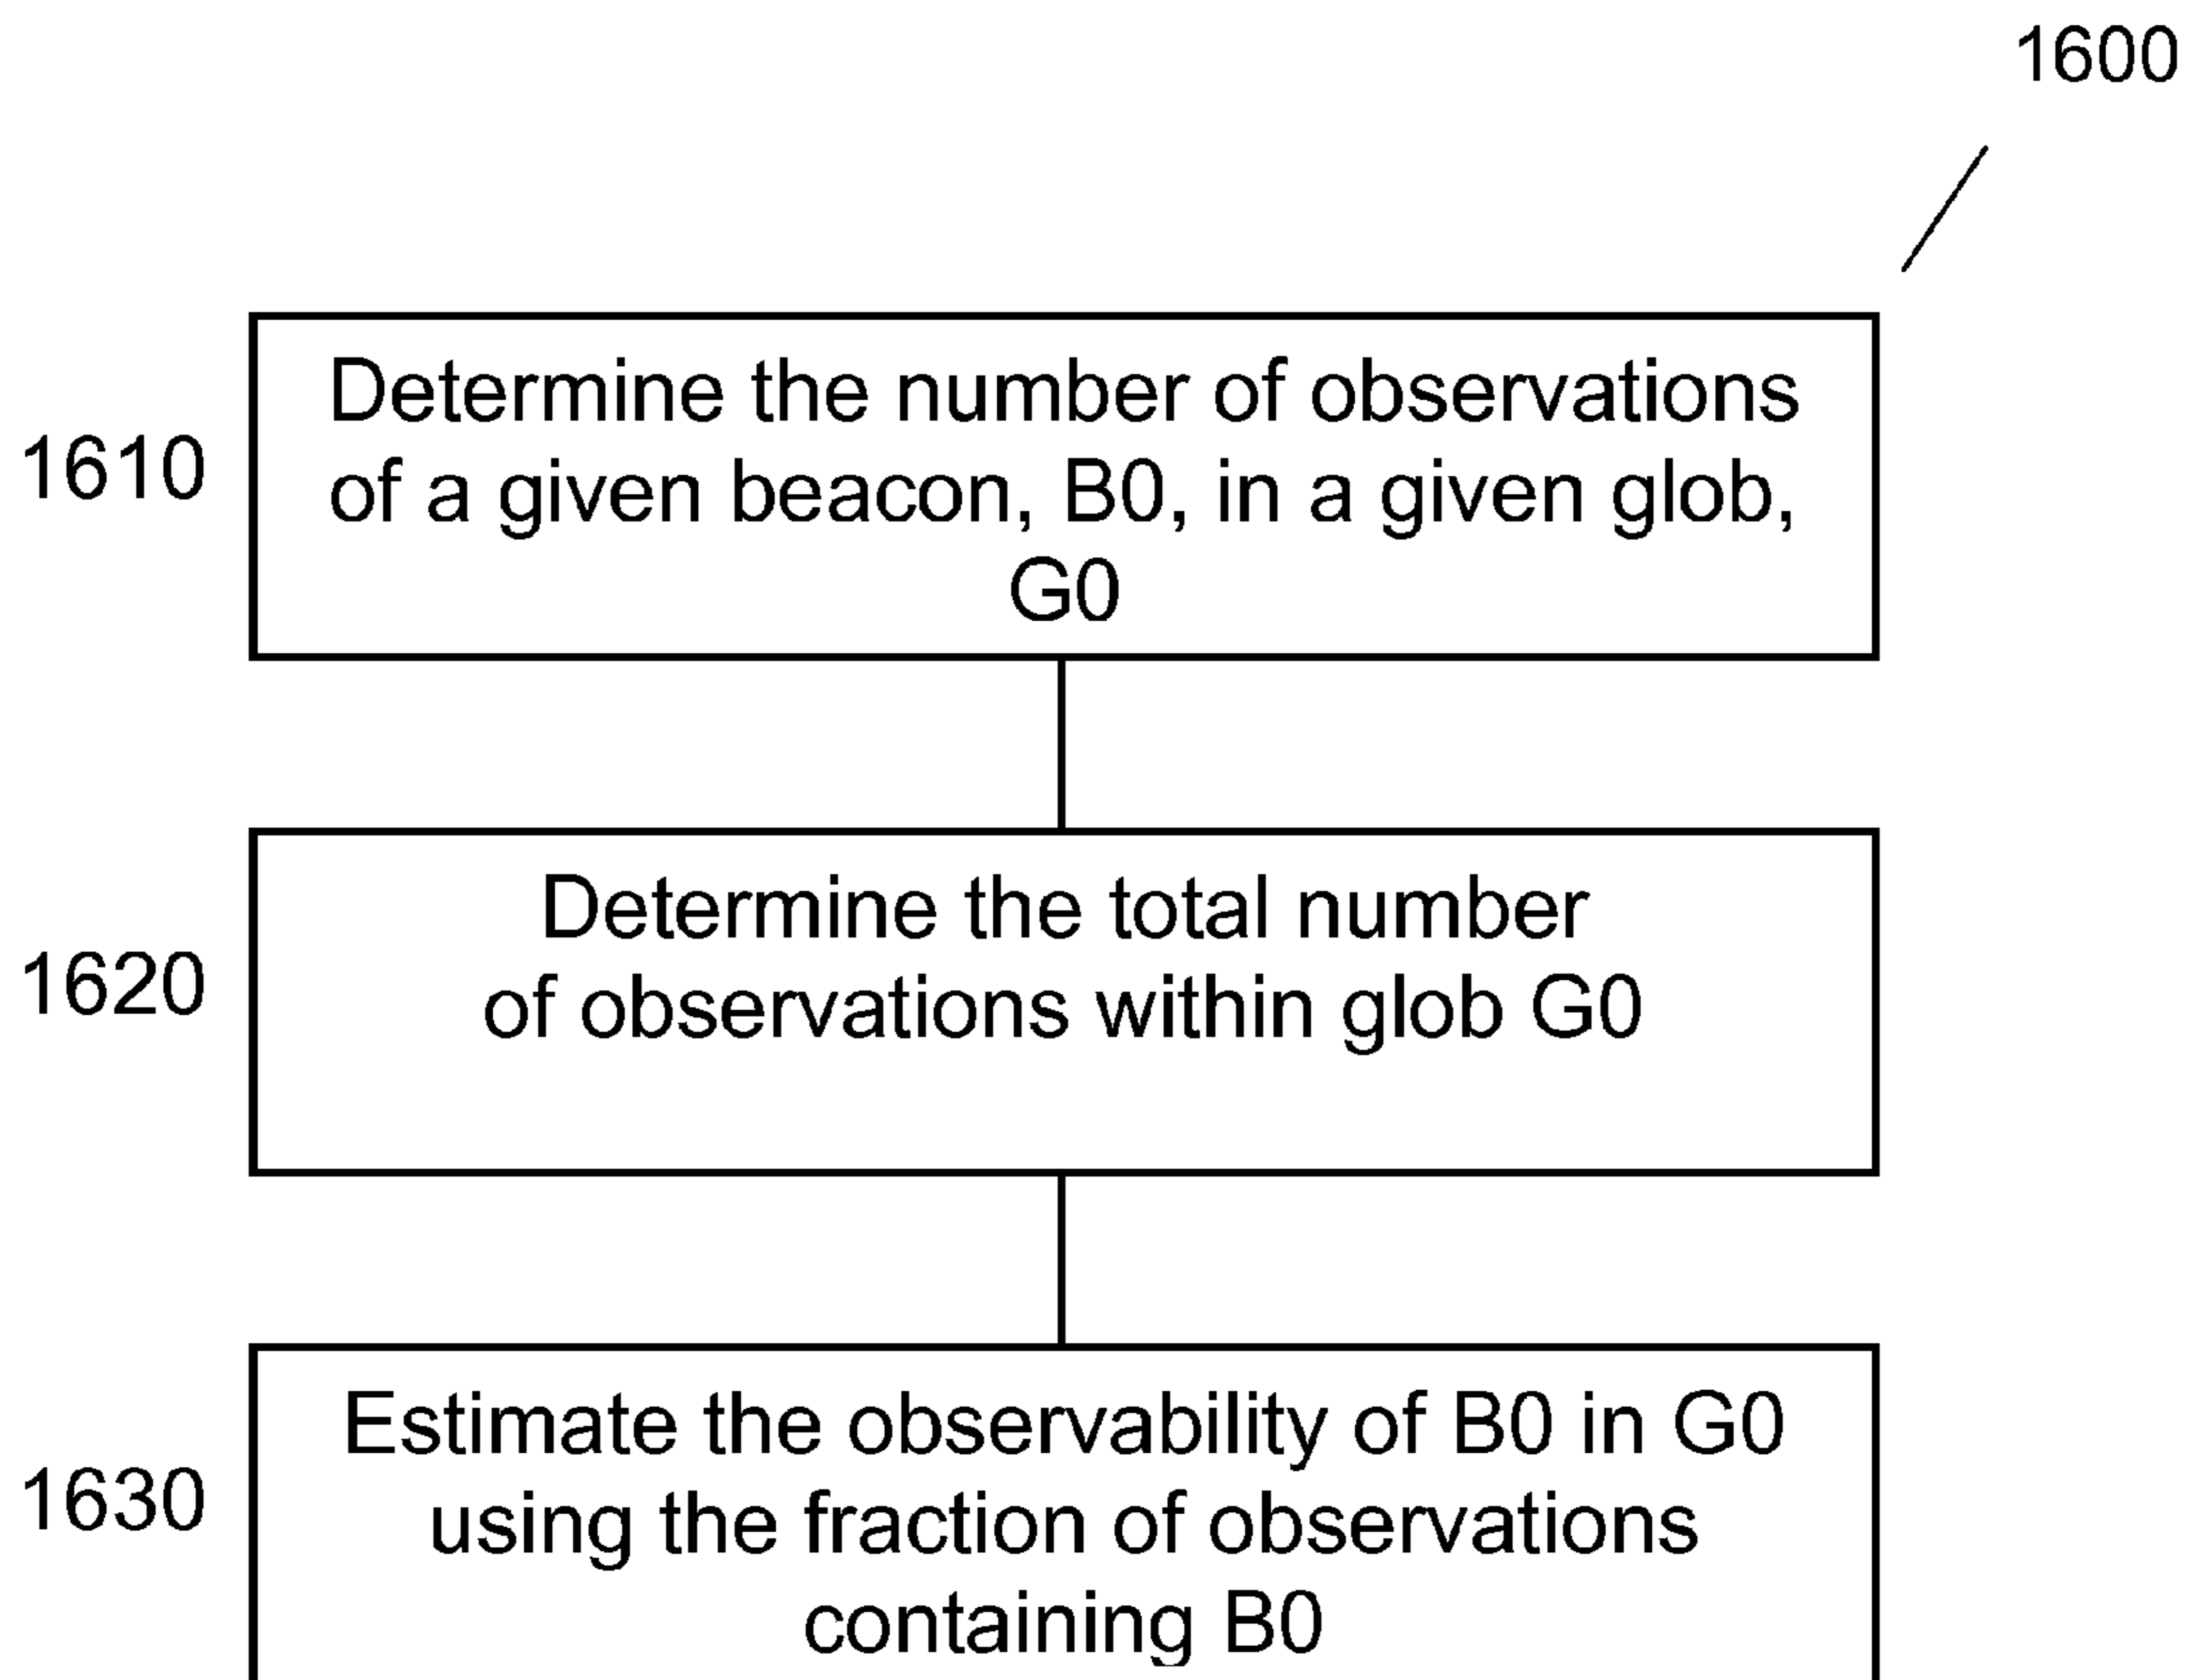 1600
1610
Determine the number of observations
of a given beacon, B0, in a given glob,
G0
1620
Determine the total number
of observations within glob G0
1630
Estimate the observability of B0 in G0
using the fraction of observations
containing B0